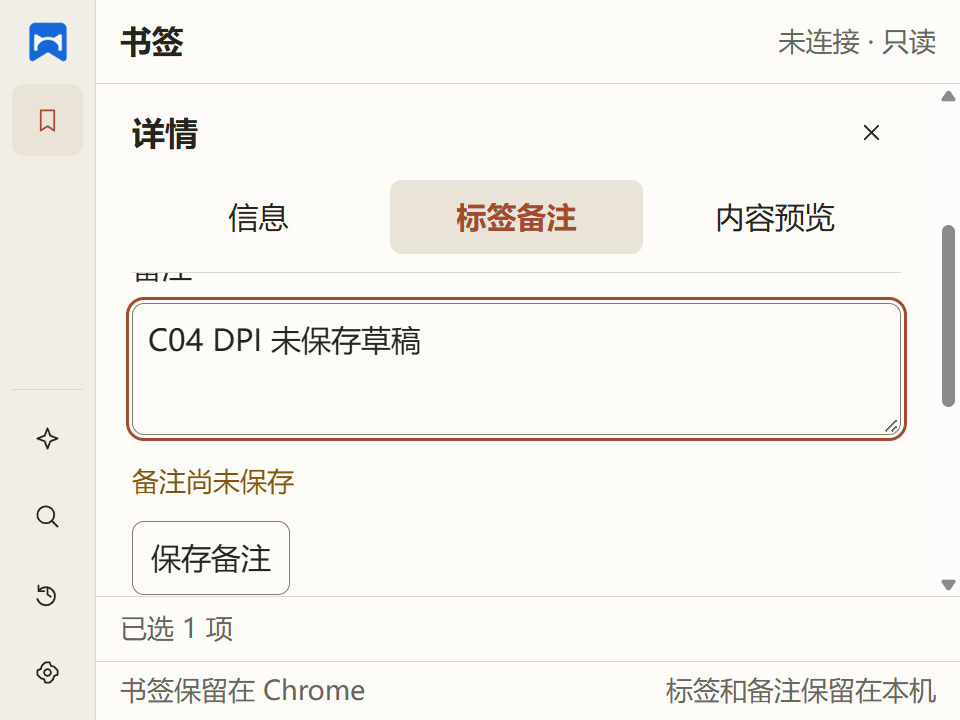 书签
未连接 · 只读
详情
信息
标签备注
内容预览
备注
C04 DPI 未保存草稿
备注尚未保存
保存备注
已选 1 项
书签保留在 Chrome
标签和备注保留在本机